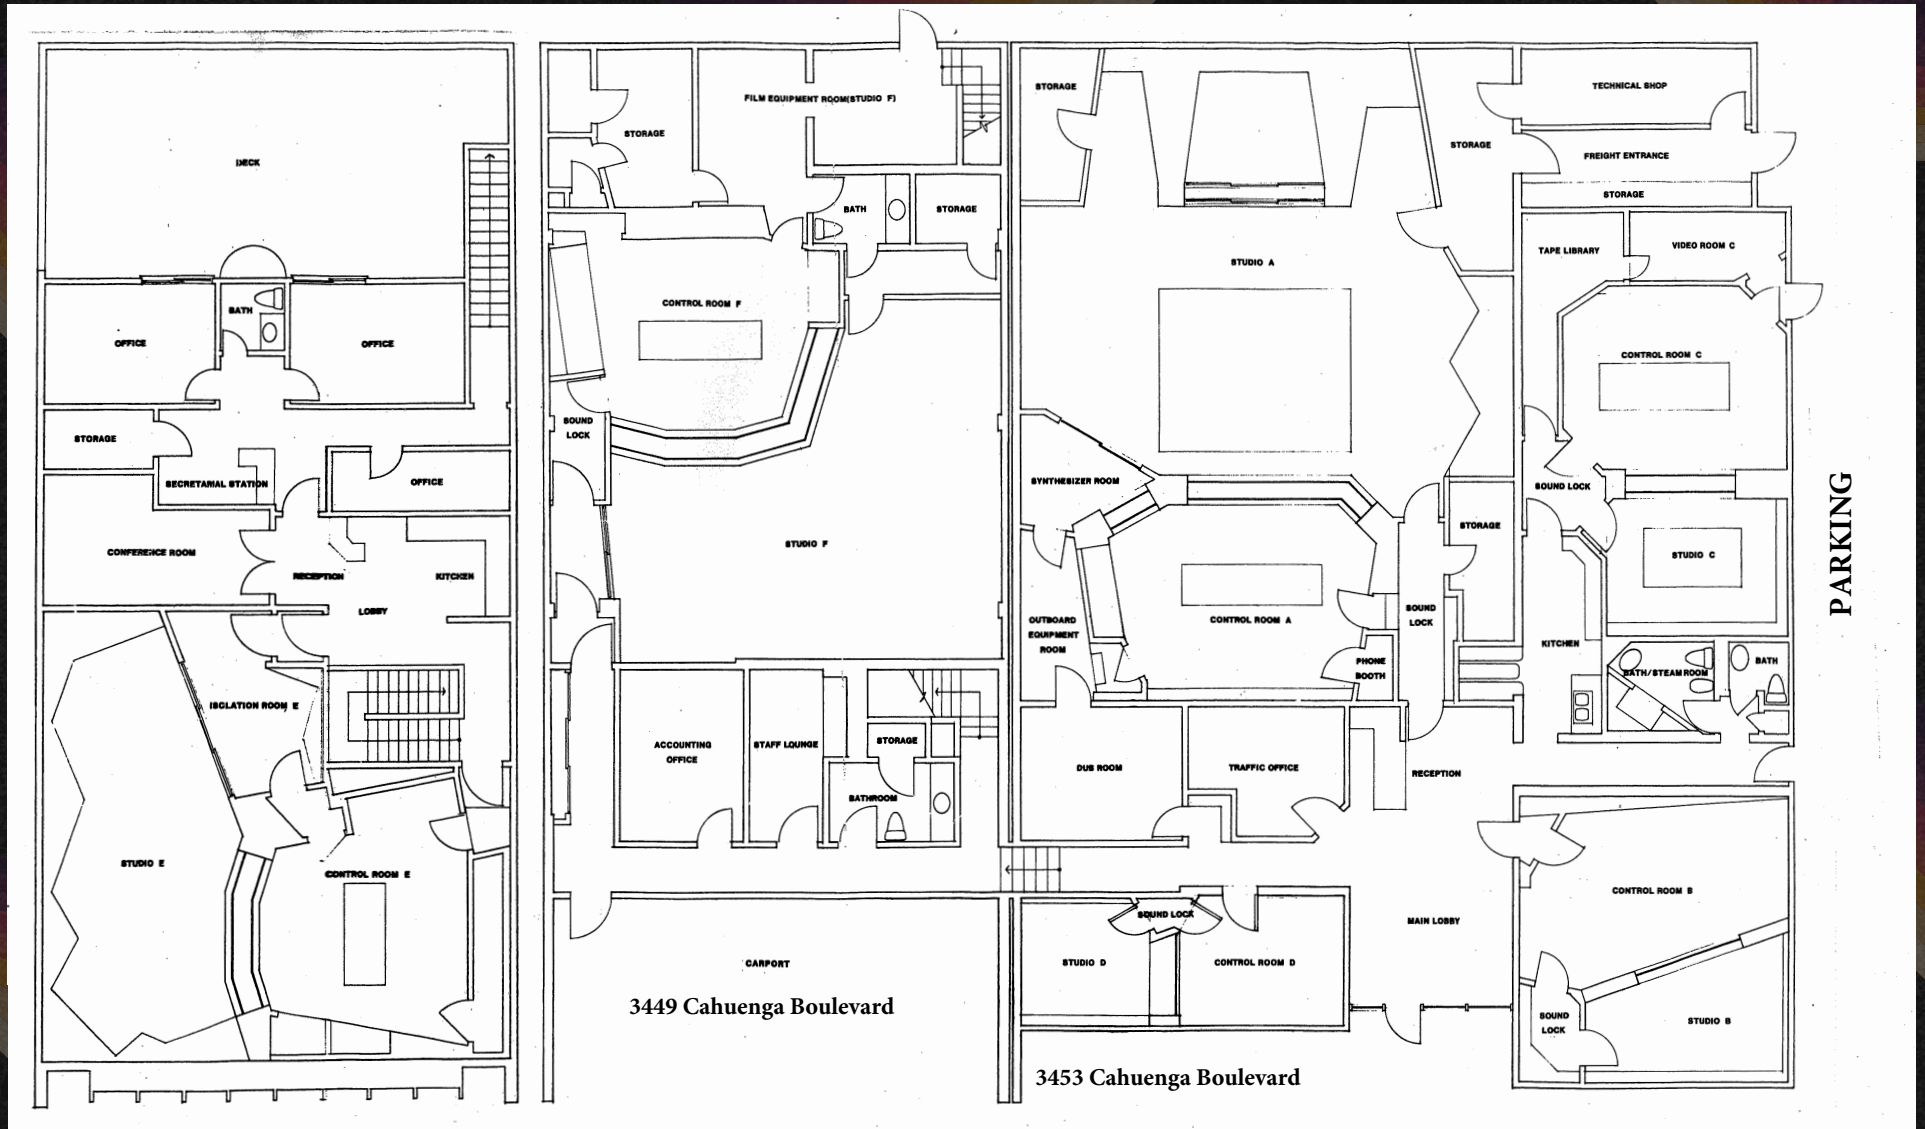 DECK
BATH
OFFICE
OFFICE
STORAGE
SECRETARIAL STATION
OFFICE
CONFERENCE ROOM
RECEPTION
KITCHEN
LOBBY
ISOLATION ROOM E
STUDIO E
CONTROL ROOM E
FILM EQUIPMENT ROOM(STUDIO F)
STORAGE
BATH
STORAGE
CONTROL ROOM F
SOUND
LOCK
STUDIO F
ACCOUNTING
OFFICE
STAFF LOUNGE
STORAGE
BATHROOM
CARPORT
3449 Cahuenga Boulevard
STORAGE
STUDIO A
STORAGE
TECHNICAL SHOP
FREIGHT ENTRANCE
STORAGE
TAPE LIBRARY
VIDEO ROOM C
CONTROL ROOM C
SYNTHESIZER ROOM
SOUND LOCK
STORAGE
STUDIO C
OUTBOARD
EQUIPMENT
ROOM
CONTROL ROOM A
SOUND
LOCK
PHONE
BOOTH
KITCHEN
BATH/STEAM ROOM
BATH
DUB ROOM
TRAFFIC OFFICE
RECEPTION
CONTROL ROOM B
SOUND LOCK
MAIN LOBBY
STUDIO D
CONTROL ROOM D
SOUND
LOCK
STUDIO B
3453 Cahuenga Boulevard
PARKING